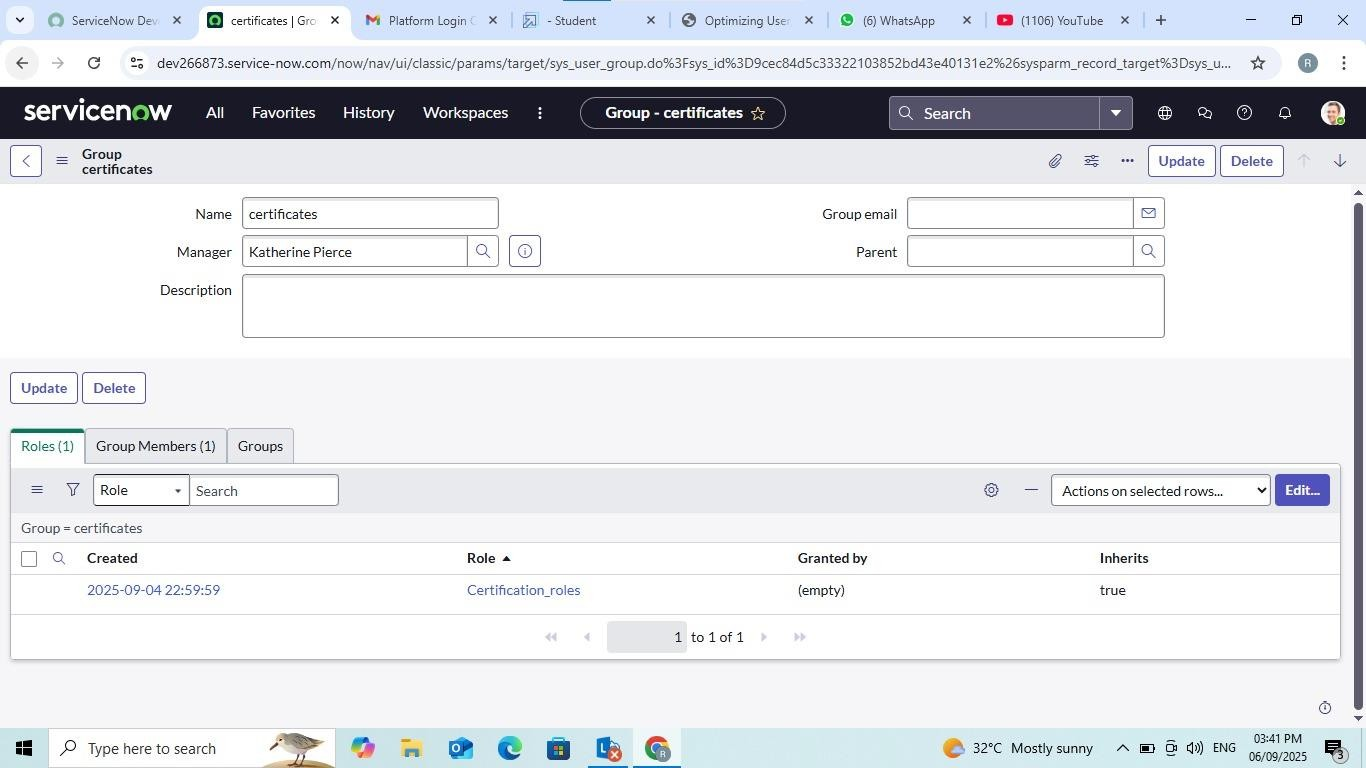 ServiceNow Dev
certificates | Gro
Platform Login C
- Student
Optimizing User
(6) WhatsApp
(1106) YouTube
dev266873.service-now.com/now/nav/ui/classic/params/target/sys_user_group.do%3Fsys_id%3D9cec84d5c33322103852bd43e40131e2%26sysparm_record_target%3Dsys_u...
R
servicenow
All
Favorites
History
Workspaces
Group - certificates
Search
Group
certificates
Update
Delete
Name
certificates
Group email
Manager
Katherine Pierce
Parent
Description
Update
Delete
Roles (1)
Group Members (1)
Groups
Role
Search
Actions on selected rows...
Edit...
Group = certificates
Created
Role
Granted by
Inherits
2025-09-04 22:59:59
Certification_roles
(empty)
true
1 to 1 of 1
Type here to search
32°C Mostly sunny
ENG
03:41 PM
06/09/2025
3